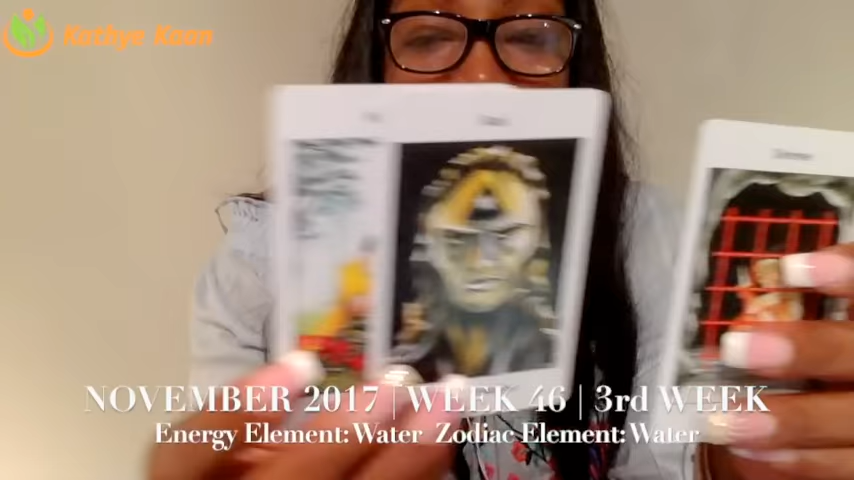 Kathye Kaan
NOVEMBER 2017 | WEEK 46 | 3rd WEEK
Energy Element:Water Zodiac Element:Water